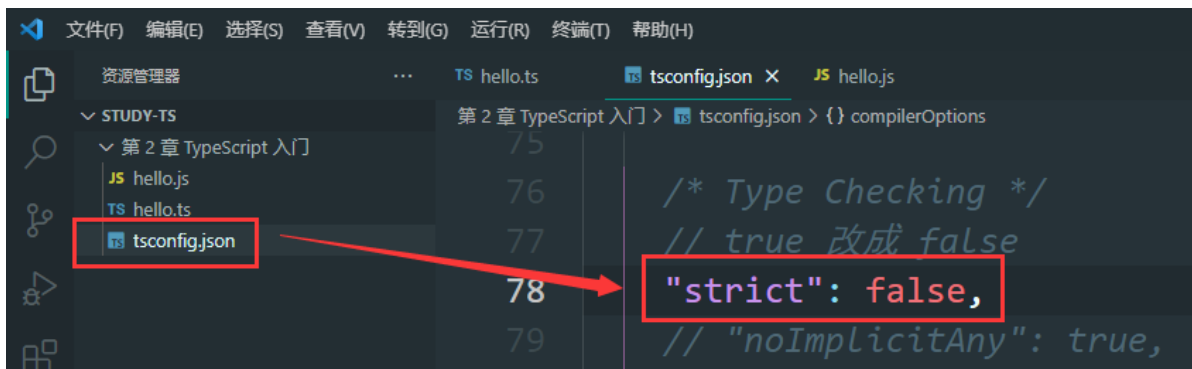 文件(F) 编辑(E) 选择(S) 查看(V) 转到(G) 运行(R) 终端(T) 帮助(H)
资源管理器 ··· TS hello.ts TS tsconfig.json × JS hello.js
STUDY-TS 第 2 章 TypeScript 入门 > TS tsconfig.json > {} compilerOptions
第 2 章 TypeScript 入门 75
JS hello.js 76 /* Type Checking */
TS hello.ts
TS tsconfig.json 77 // true 改成 false
78 "strict": false,
79 // "noImplicitAny": true,